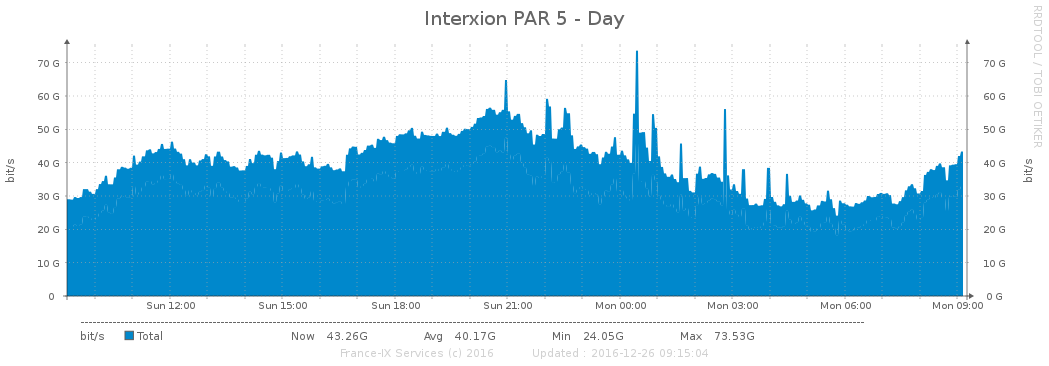 Interxion PAR 5 - Day
RRDTOOL / TOBI OETIKER
bit/s
70 G 70 G
60 G 60 G
50 G 50 G
40 G 40 G
30 G 30 G
20 G 20 G
10 G 10 G
0 0 G
bit/s
Sun 12:00 Sun 15:00 Sun 18:00 Sun 21:00 Mon 00:00 Mon 03:00 Mon 06:00 Mon 09:00
bit/s Total Now 43.26G Avg 40.17G Min 24.05G Max 73.53G
France-IX Services (c) 2016 Updated : 2016-12-26 09:15:04